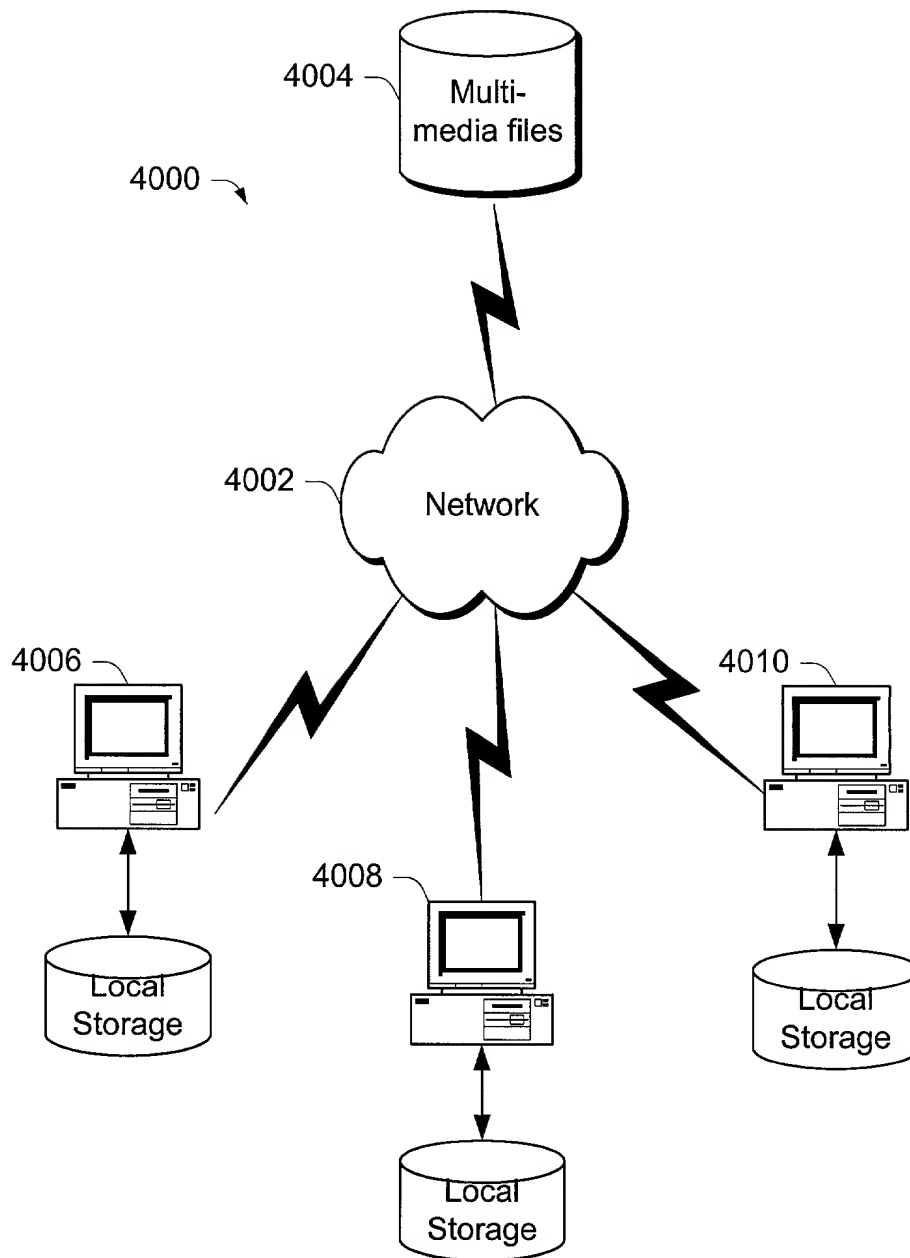 4004
Multi-
media files
4000
4002
Network
4006
4010
4008
Local
Storage
Local
Storage
Local
Storage